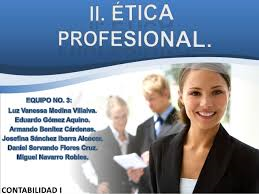 II. ÉTICA
PROFESIONAL.
EQUIPO NO. 3:
Luz Vanessa Medina Villalva.
Eduardo Gómez Aquino.
Armando Benítez Cárdenas.
Josefina Sánchez Ibarra Alcocer.
Daniel Servando Flores Cruz.
Miguel Navarro Robles.
CONTABILIDAD I